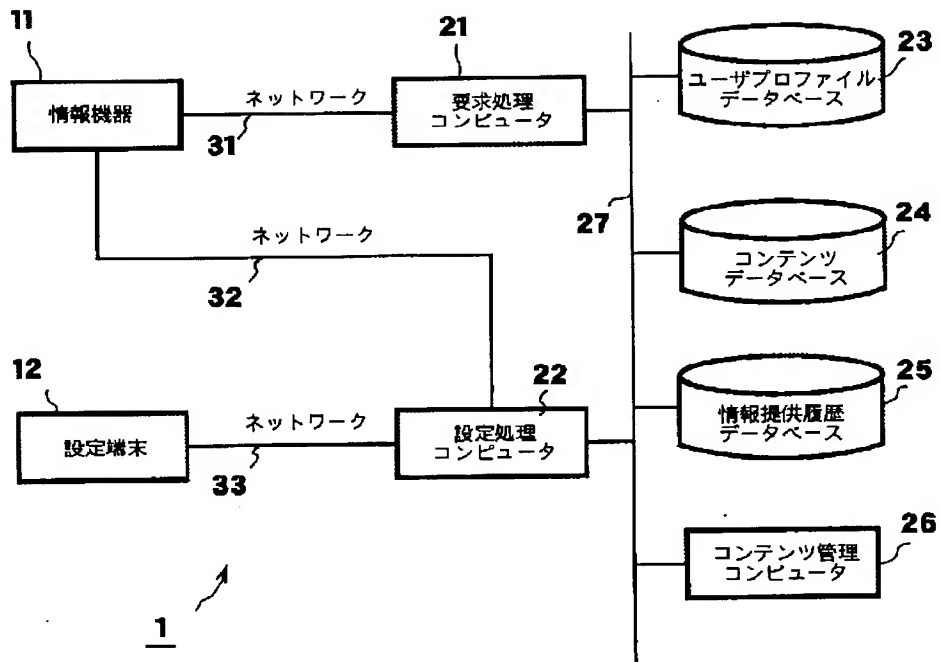 11
情報機器
ネットワーク
31
21
要求処理
コンピュータ
23
ユーザプロファイル
データベース
27
24
コンテンツ
データベース
ネットワーク
32
12
設定端末
ネットワーク
33
22
設定処理
コンピュータ
25
情報提供履歴
データベース
26
コンテンツ管理
コンピュータ
1